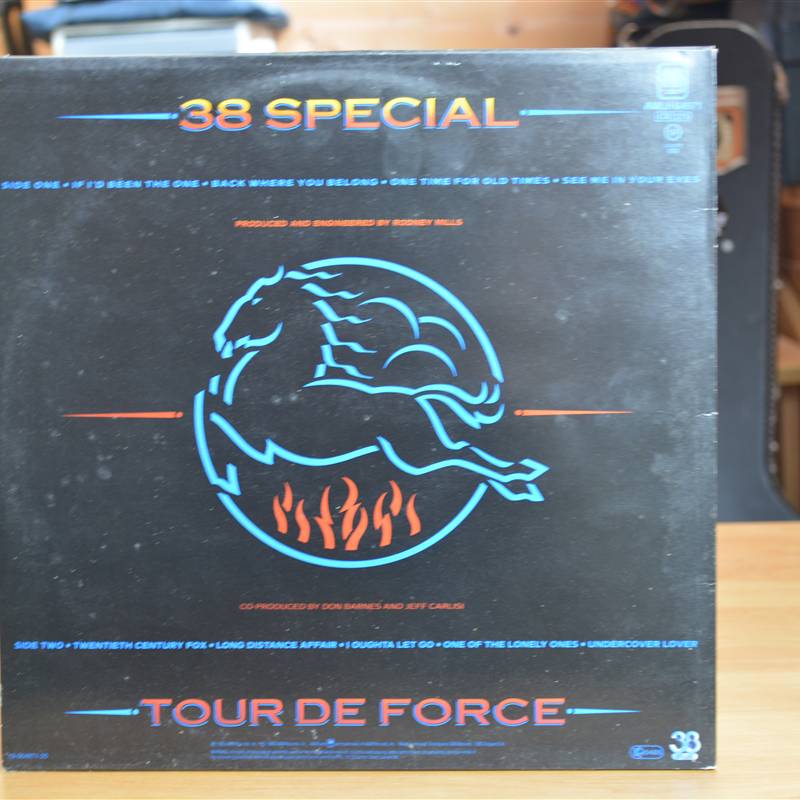 38 SPECIAL
SIDE ONE • IF I'D BEEN THE ONE • BACK WHERE YOU BELONG • ONE TIME FOR OLD TIMES • SEE ME IN YOUR EYES
PRODUCED AND ENGINEERED BY RODNEY MILLS
CO-PRODUCED BY DON BARNES AND JEFF CARLISI
SIDE TWO • TWENTIETH CENTURY FOX • LONG DISTANCE AFFAIR • I OUGHTA LET GO • ONE OF THE LONELY ONES • UNDERCOVER LOVER
TOUR DE FORCE
38